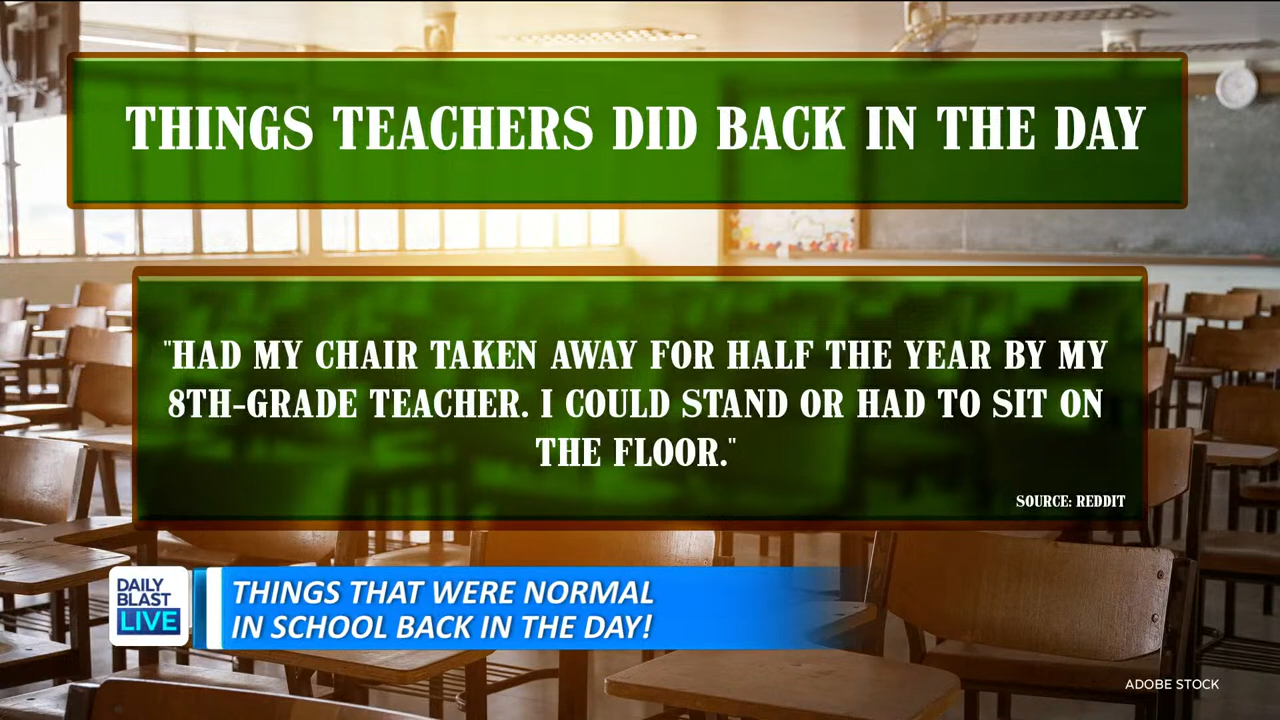 THINGS TEACHERS DID BACK IN THE DAY
"HAD MY CHAIR TAKEN AWAY FOR HALF THE YEAR BY MY
8TH-GRADE TEACHER. I COULD STAND OR HAD TO SIT ON
THE FLOOR."
SOURCE: REDDIT
DAILY
BLAST
LIVE
THINGS THAT WERE NORMAL
IN SCHOOL BACK IN THE DAY!
ADOBE STOCK